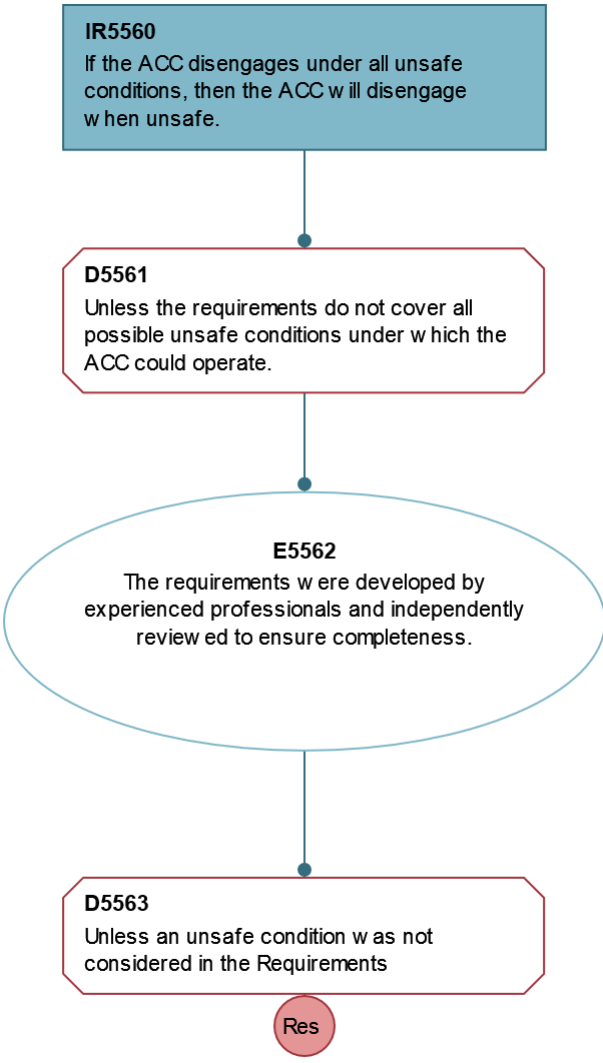 IR5560
If the ACC disengages under all unsafe
conditions, then the ACC will disengage
when unsafe.
D5561
Unless the requirements do not cover all
possible unsafe conditions under which the
ACC could operate.
E5562
The requirements were developed by
experienced professionals and independently
reviewed to ensure completeness.
D5563
Unless an unsafe condition was not
considered in the Requirements
Res